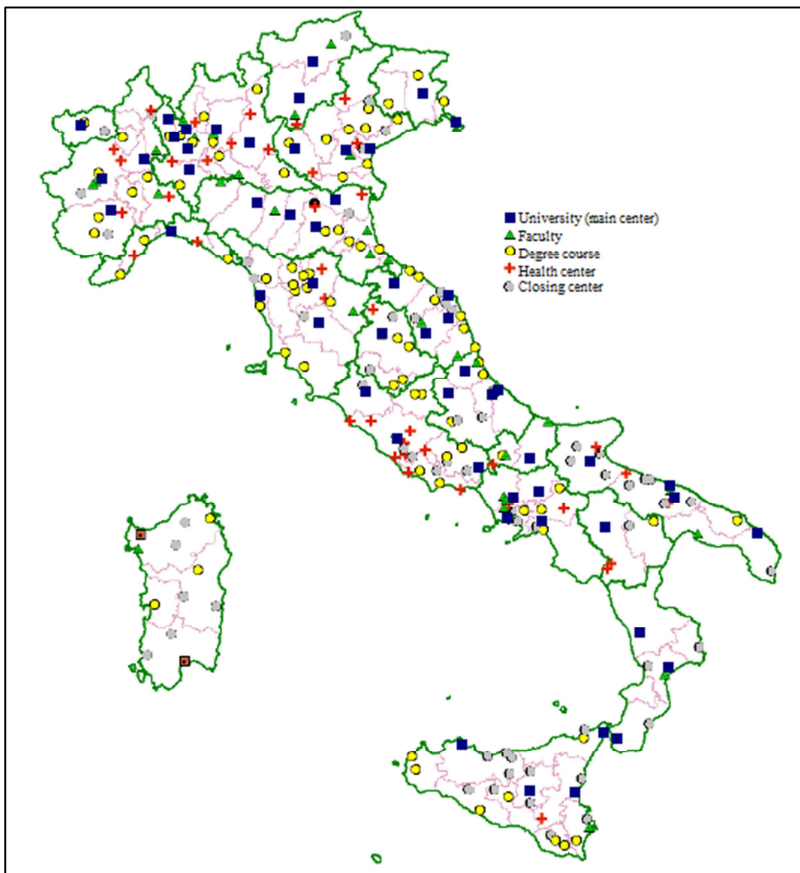 University (main center)
Faculty
Degree course
Health center
Closing center